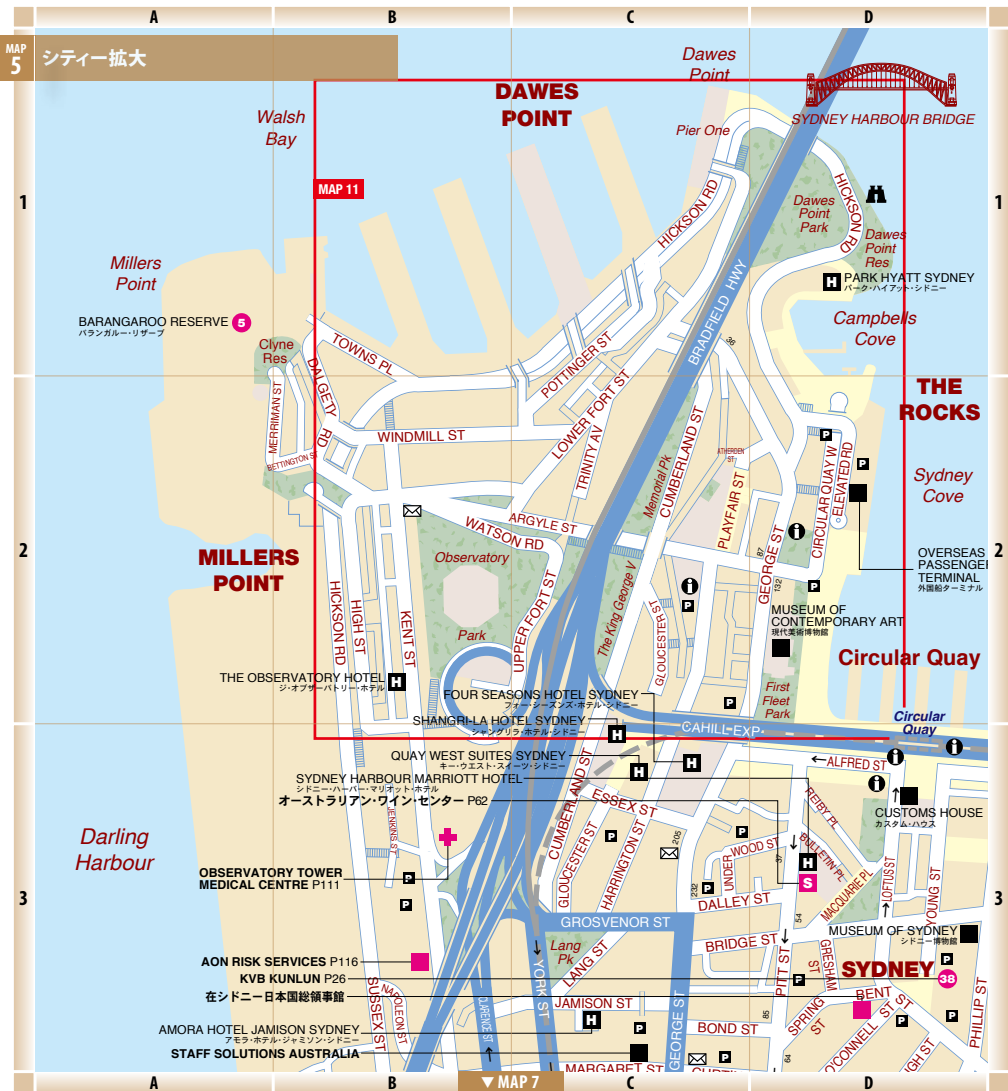 A
B
C
D
MAP
5
シティー拡大
Dawes
Point
DAWES
POINT
SYDNEY HARBOUR BRIDGE
Walsh
Bay
Pier One
MAP 11
1
1
HICKSON RD
HICKSON RD
Dawes
Point
Park
Dawes
Point
Res
Millers
Point
PARK HYATT SYDNEY
パーク・ハイアット・シドニー
H
BRADFIELD HWY
BARANGAROO RESERVE 5
バランガルー・リザーブ
Campbells
Cove
Clyne
Res
TOWNS PL
POTTINGER ST
36
DALGETY RD
LOWER FORT ST
THE
ROCKS
MERRIMAN ST
WINDMILL ST
TRINITY AV
CUMBERLAND ST
Memorial Pk
The King George V
ATHERDEN
ST
P
P
BETTINGTON ST
PLAYFAIR ST
CIRCULAR QUAY W
ELEVATED RD
Sydney
Cove
ARGYLE ST
WATSON RD
2
2
MILLERS
POINT
Observatory
Park
GEORGE ST
87
132
OVERSEAS
PASSENGER
TERMINAL
外国船ターミナル
P
P
HICKSON RD
HIGH ST
KENT ST
UPPER FORT ST
GLOUCESTER ST
MUSEUM OF
CONTEMPORARY ART
現代美術博物館
Circular Quay
THE OBSERVATORY HOTEL
ジ・オブザーバトリー・ホテル
H
FOUR SEASONS HOTEL SYDNEY
フォー・シーズンズ・ホテル・シドニー
First
Fleet
Park
P
SHANGRI-LA HOTEL SYDNEY
シャングリラ・ホテル・シドニー
H
CAHILL EXP
Circular
Quay
QUAY WEST SUITES SYDNEY
キー・ウエスト・スイーツ・シドニー
H
H
ALFRED ST
SYDNEY HARBOUR MARRIOTT HOTEL
シドニー・ハーバー・マリオット・ホテル
オーストラリアン・ワイン・センター P62
CUMBERLAND ST
ESSEX ST
REIBY PL
CUSTOMS HOUSE
カスタム・ハウス
Darling
Harbour
JENKINS ST
GLOUCESTER ST
HARRINGTON ST
P
205
P
UNDER
WOOD ST
37
BULLETIN PL
H
S
MACQUARIE PL
LOFTUS ST
YOUNG ST
OBSERVATORY TOWER
MEDICAL CENTRE P111
P
P
232
P
DALLEY ST
54
3
3
GROSVENOR ST
BRIDGE ST
MUSEUM OF SYDNEY
シドニー博物館
Lang
Pk
LANG ST
YORK ST
PITT ST
GRESHAM
ST
SYDNEY
P
38
AON RISK SERVICES P116
KVB KUNLUN P26
P
在シドニー日本国総領事館
BENT ST
SUSSEX ST
NAPOLEON ST
CLARENCE ST
JAMISON ST
GEORGE ST
BOND ST
85
SPRING
ST
O'CONNELL ST
P
P
PHILLIP ST
AMORA HOTEL JAMISON SYDNEY
アモラ・ホテル・ジャミソン・シドニー
H
P
STAFF SOLUTIONS AUSTRALIA
P
64
MARGARET ST
A
B
▼ MAP 7
C
D